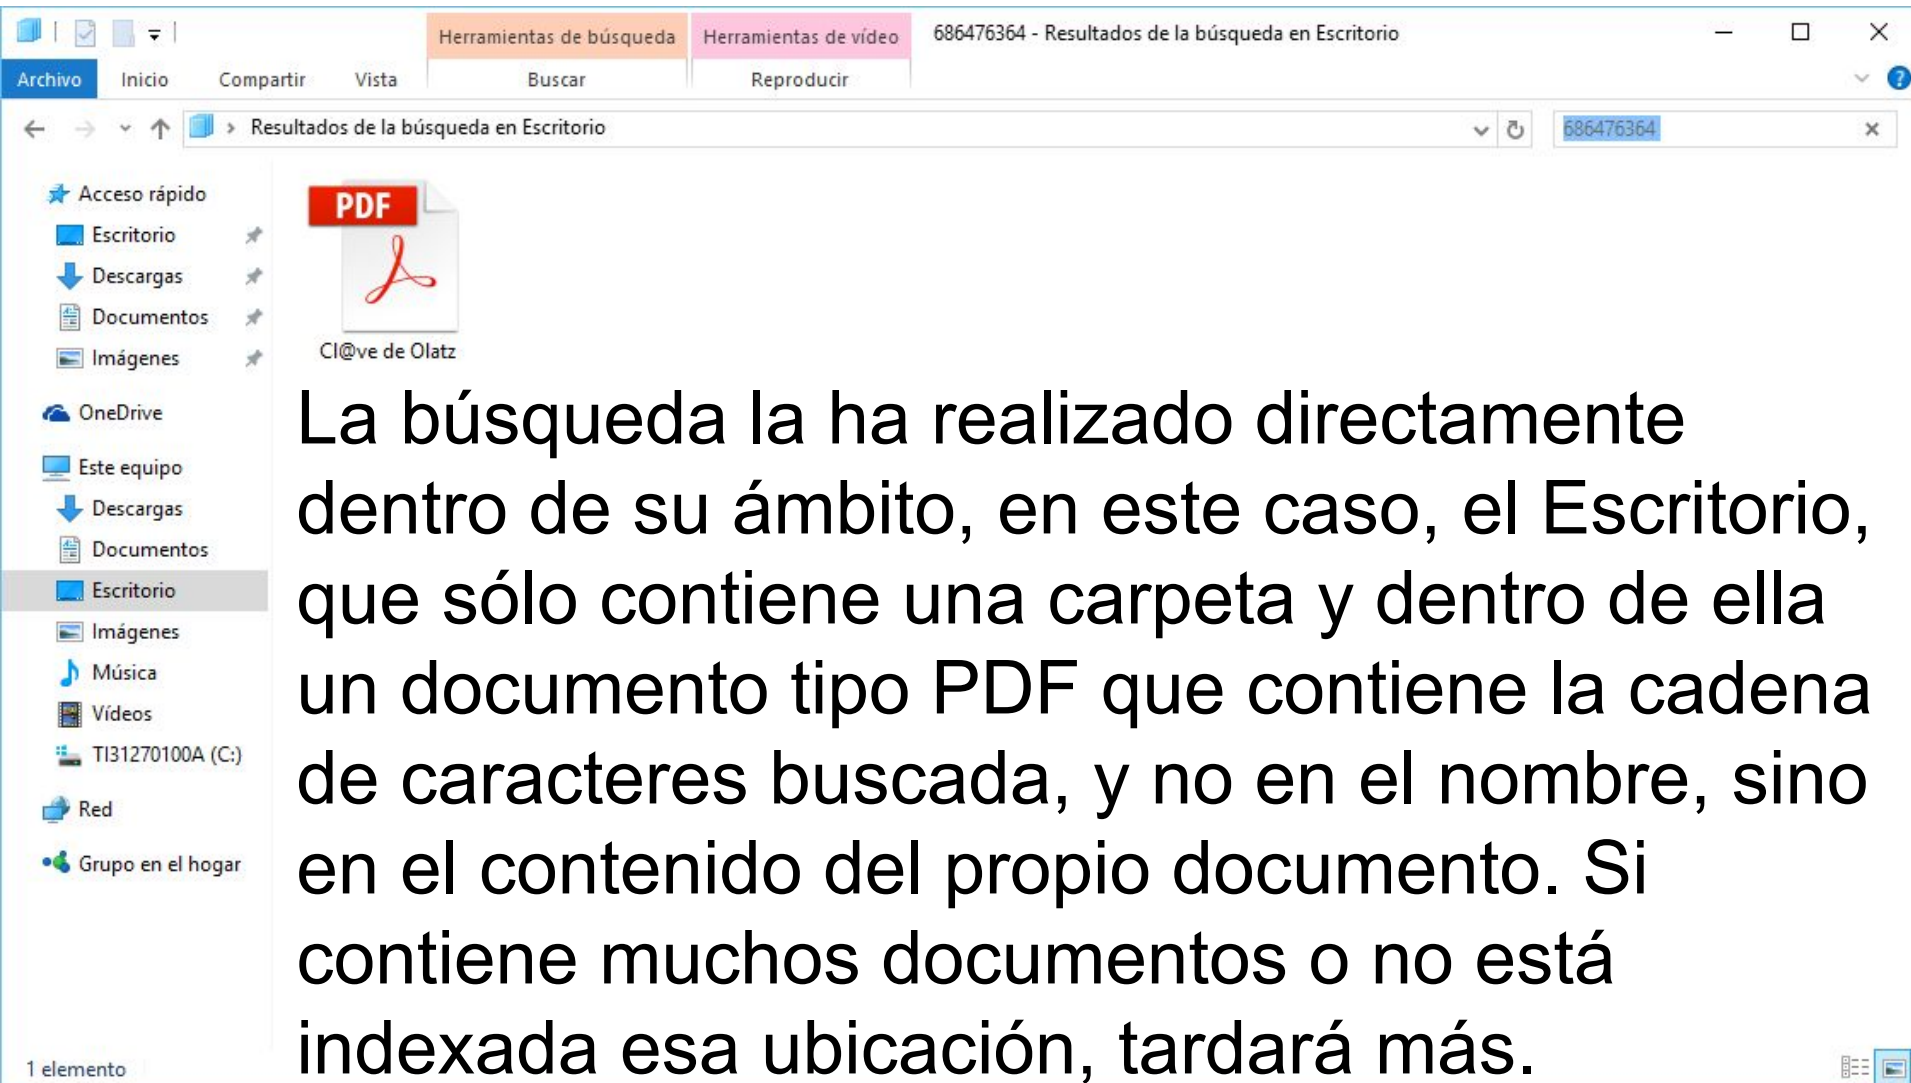 Herramientas de búsqueda
Herramientas de vídeo
686476364 - Resultados de la búsqueda en Escritorio
Archivo
Inicio
Compartir
Vista
Buscar
Reproducir
Resultados de la búsqueda en Escritorio
686476364
Acceso rápido
Escritorio
Descargas
Documentos
Imágenes
OneDrive
Este equipo
Descargas
Documentos
Escritorio
Imágenes
Música
Vídeos
TI31270100A (C:)
Red
Grupo en el hogar
1 elemento
PDF
Cl@ve de Olatz
La búsqueda la ha realizado directamente
dentro de su ámbito, en este caso, el Escritorio,
que sólo contiene una carpeta y dentro de ella
un documento tipo PDF que contiene la cadena
de caracteres buscada, y no en el nombre, sino
en el contenido del propio documento. Si
contiene muchos documentos o no está
indexada esa ubicación, tardará más.